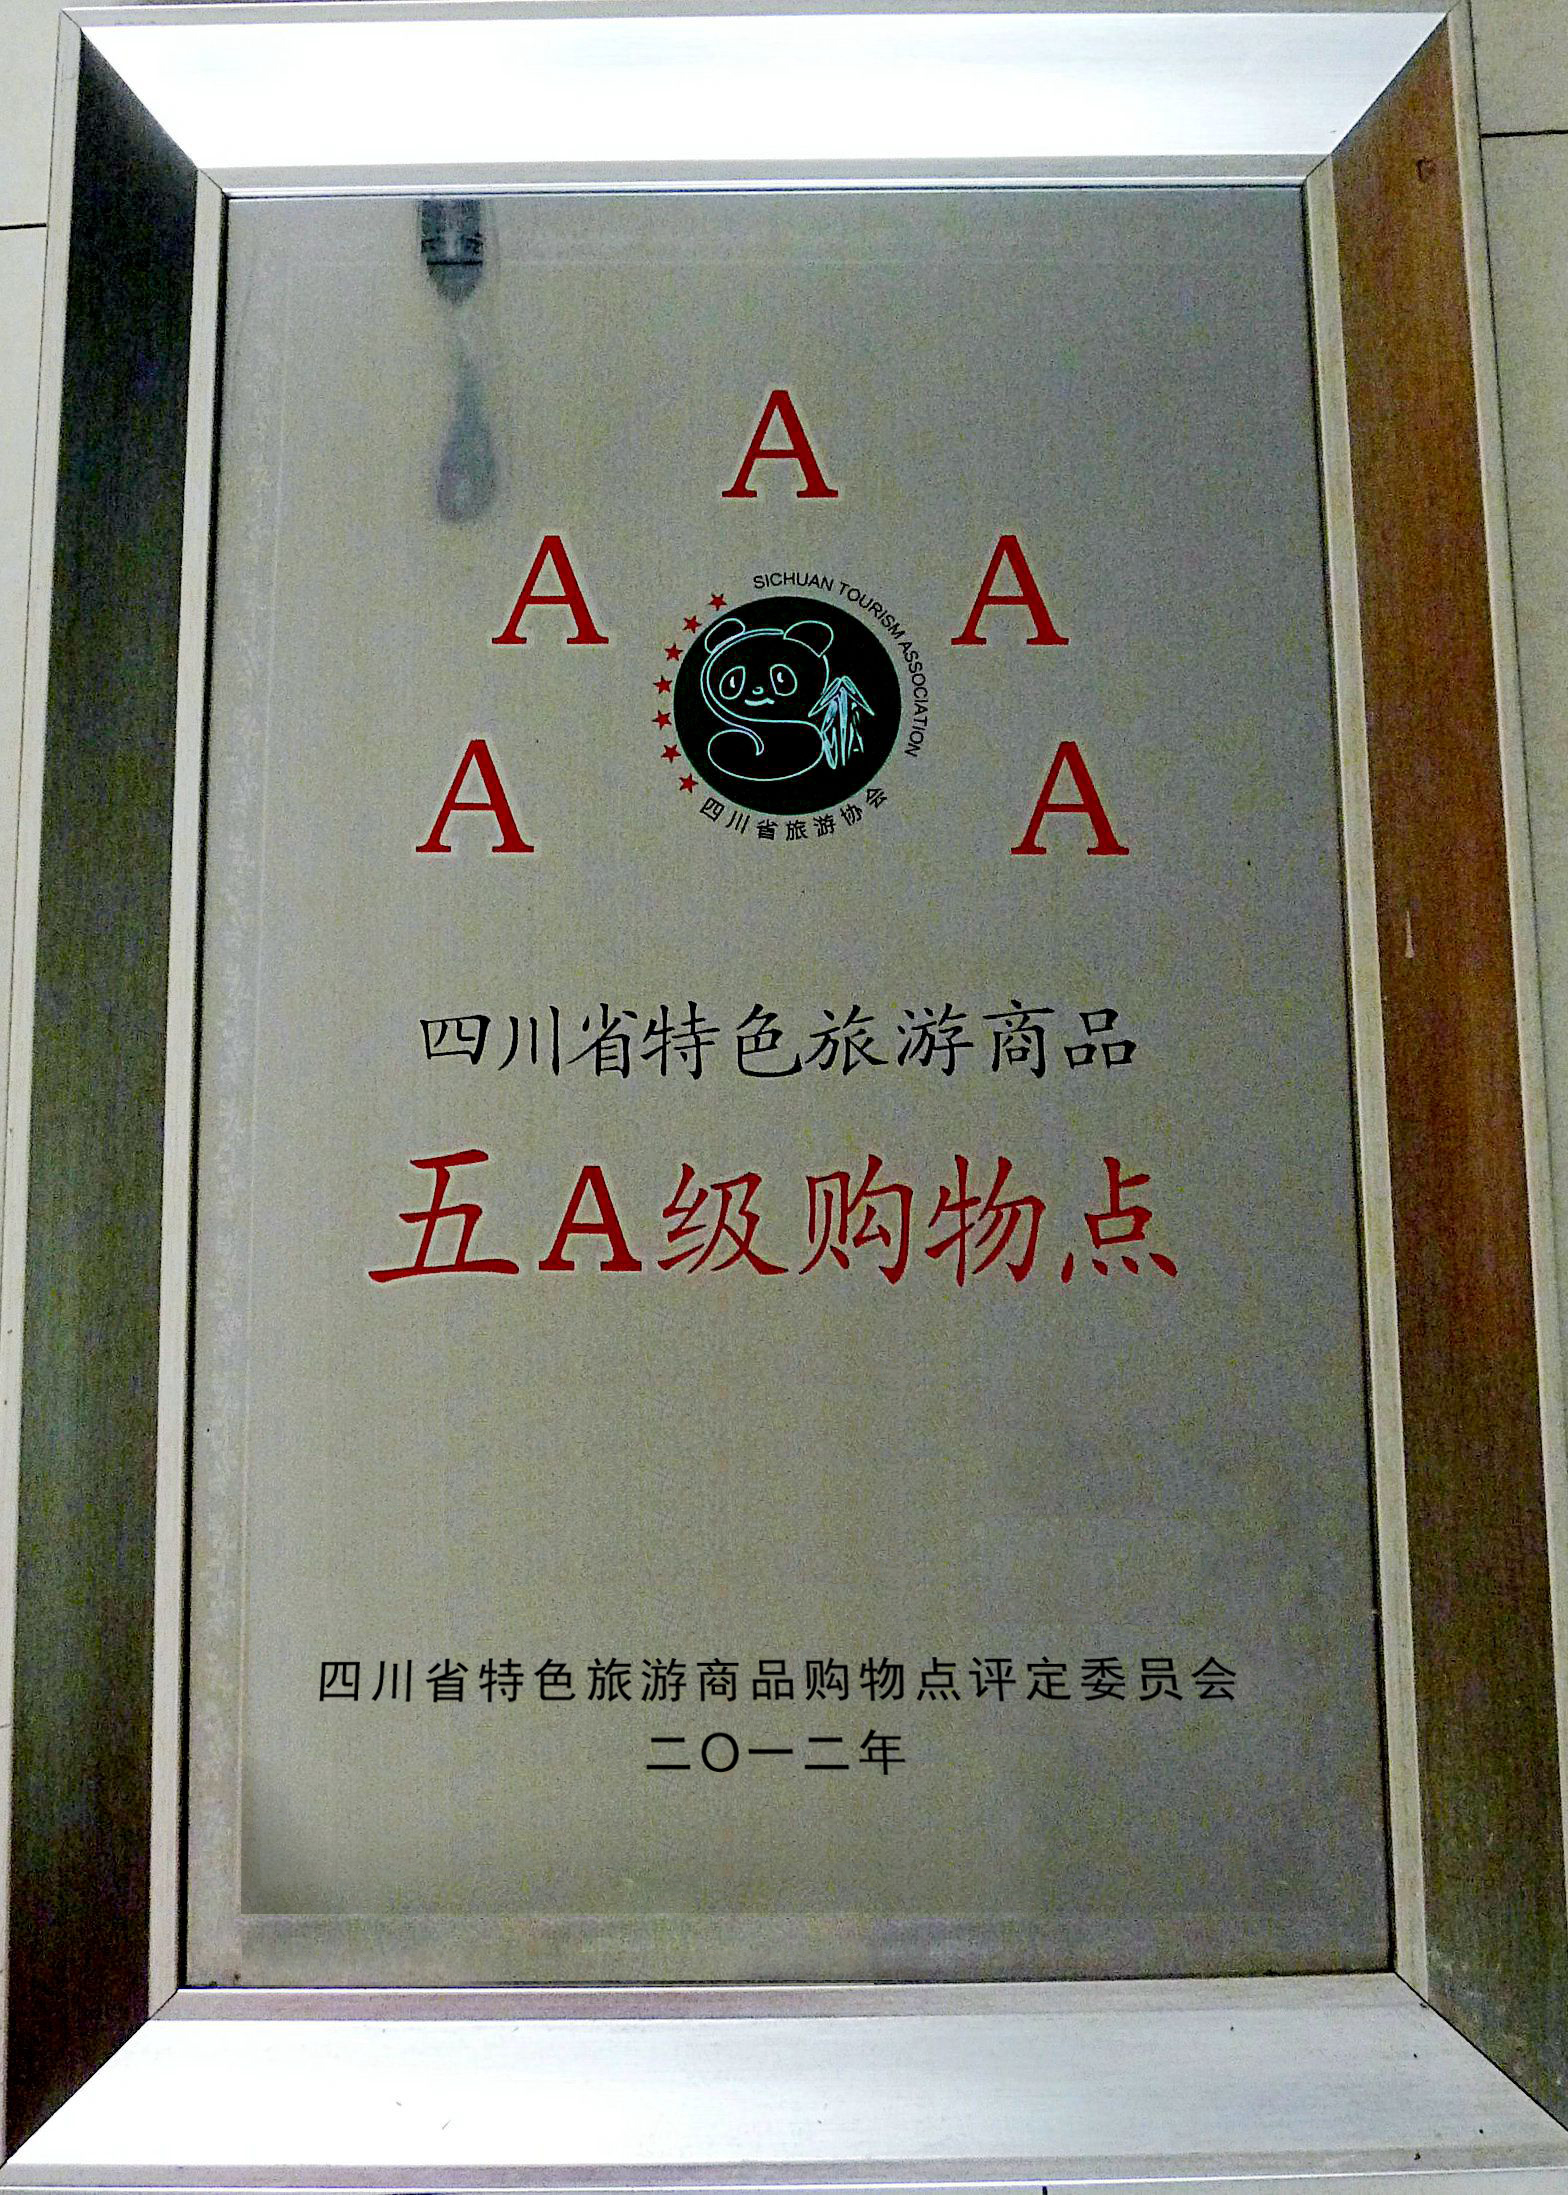 A
A A
A A
SICHUAN TOURISM ASSOCIATION
四川省旅游协会
四川省特色旅游商品
五A级购物点
四川省特色旅游商品购物点评定委员会
二〇一二年